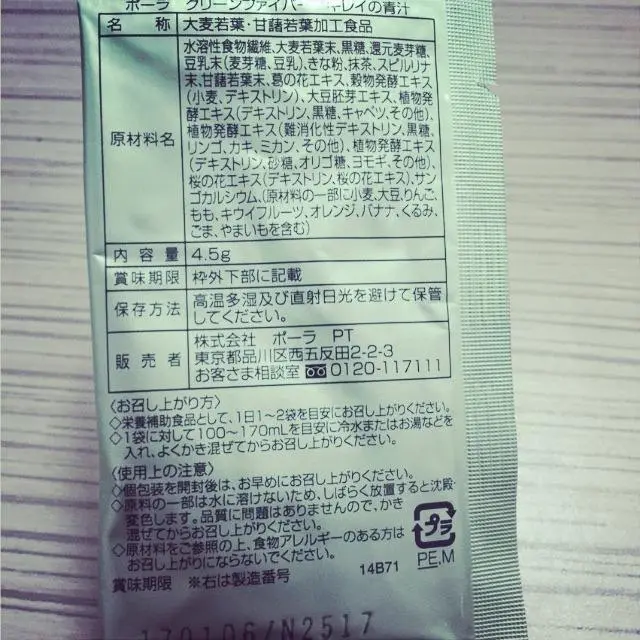 ポーラ グリーンファイバー キレイの青汁
名 称 大麦若葉・甘藷若葉加工食品
原材料名
水溶性食物繊維、大麦若葉末、黒糖、還元麦芽糖、
豆乳末(麦芽糖、豆乳)、きな粉、抹茶、スピルリナ
末、甘藷若葉末、葛の花エキス、穀物発酵エキス
(小麦、デキストリン)、大豆胚芽エキス、植物発
酵エキス(デキストリン、黒糖、キャベツ、その他)、
植物発酵エキス(難消化性デキストリン、黒糖、
リンゴ、カキ、ミカン、その他)、植物発酵エキス
(デキストリン、砂糖、オリゴ糖、ヨモギ、その他)、
桜の花エキス(デキストリン、桜の花エキス)、サン
ゴカルシウム、(原材料の一部に小麦、大豆、りんご、
もも、キウイフルーツ、オレンジ、バナナ、くるみ、
ごま、やまいもを含む)
内 容 量 4.5g
賞味期限 枠外下部に記載
保存方法 高温多湿及び直射日光を避けて保管
してください。
販 売 者
株式会社 ポーラ PT
東京都品川区西五反田2-2-3
お客さま相談室 0120-117111
〈お召し上がり方〉
◇栄養補助食品として、1日1~2袋を目安にお召し上がりください。
◇1袋に対して100~170mLを目安に冷水またはお湯などを
入れ、よくかき混ぜてからお召し上がりください。
〈使用上の注意〉
◇個包装を開封後は、お早めにお召し上がりください。
◇原料の一部は水に溶けないため、しばらく放置すると沈殿・
変色します。品質に問題はありませんので、かき
混ぜてからお召し上がりください。
◇原材料をご参照の上、食物アレルギーのある方は
お召し上がりにならないでください。
プラ
PE,M
賞味期限 ※右は製造番号 14B71
170106/N2517